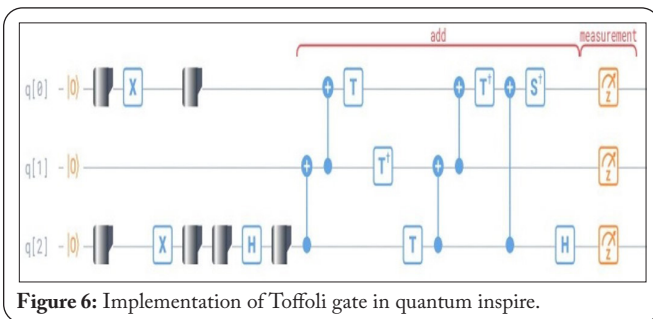 add measurement
q[0] - |0⟩ X + T + T† + S† Z
q[1] - |0⟩ + T† + Z
q[2] - |0⟩ X H T H Z
Figure 6: Implementation of Toffoli gate in quantum inspire.